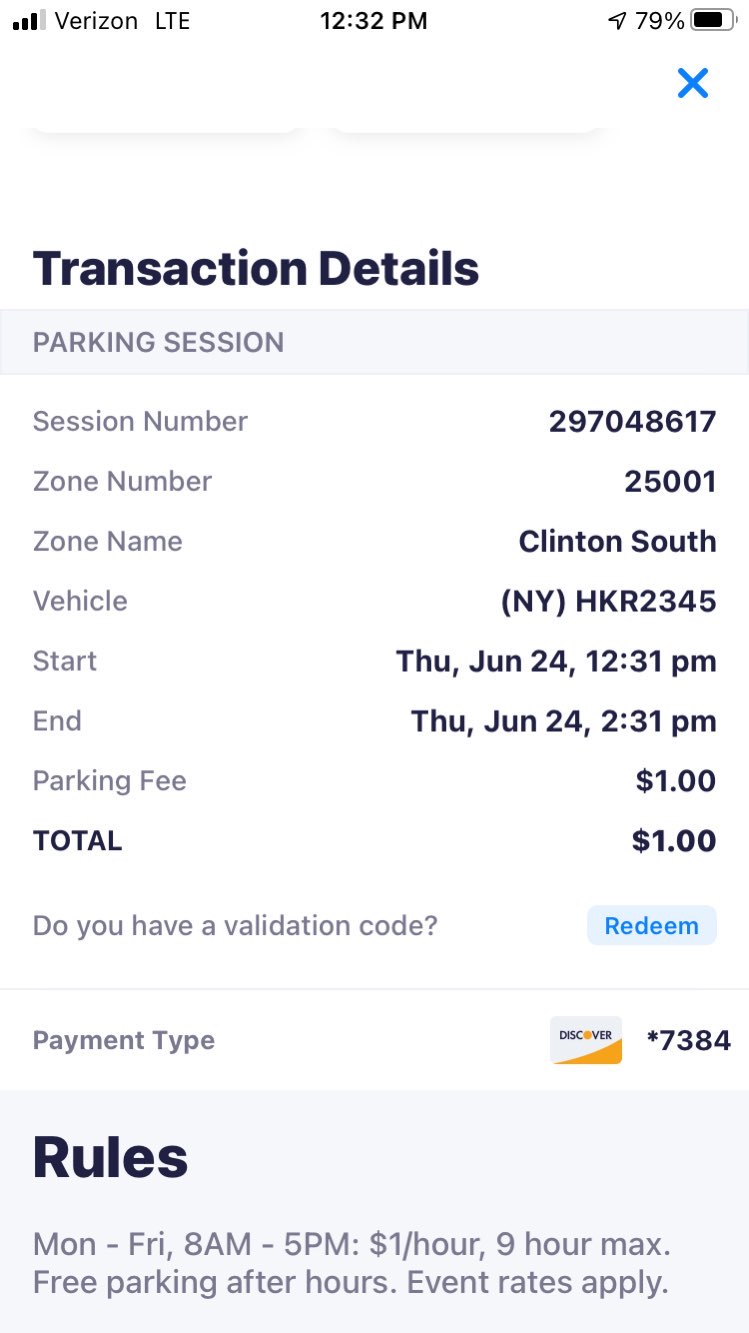 Verizon LTE 12:32 PM 79%
Transaction Details
PARKING SESSION
Session Number 297048617
Zone Number 25001
Zone Name Clinton South
Vehicle (NY) HKR2345
Start Thu, Jun 24, 12:31 pm
End Thu, Jun 24, 2:31 pm
Parking Fee $1.00
TOTAL $1.00
Do you have a validation code? Redeem
Payment Type DISCOVER *7384
Rules
Mon - Fri, 8AM - 5PM: $1/hour, 9 hour max.
Free parking after hours. Event rates apply.